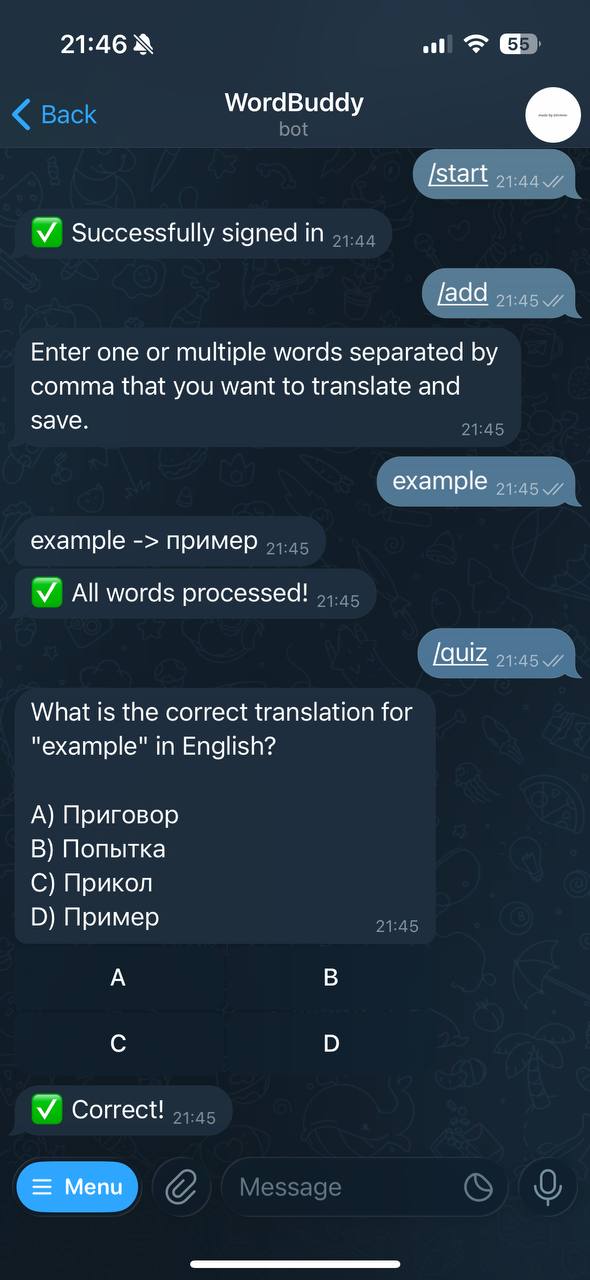 21:46
55
Back
WordBuddy
bot
/start 21:44
✅ Successfully signed in 21:44
/add 21:45
Enter one or multiple words separated by
comma that you want to translate and
save.
21:45
example 21:45
example -> пример 21:45
✅ All words processed! 21:45
/quiz 21:45
What is the correct translation for
"example" in English?
A) Приговор
B) Попытка
C) Прикол
D) Пример
21:45
A B
C D
✅ Correct! 21:45
Menu
Message